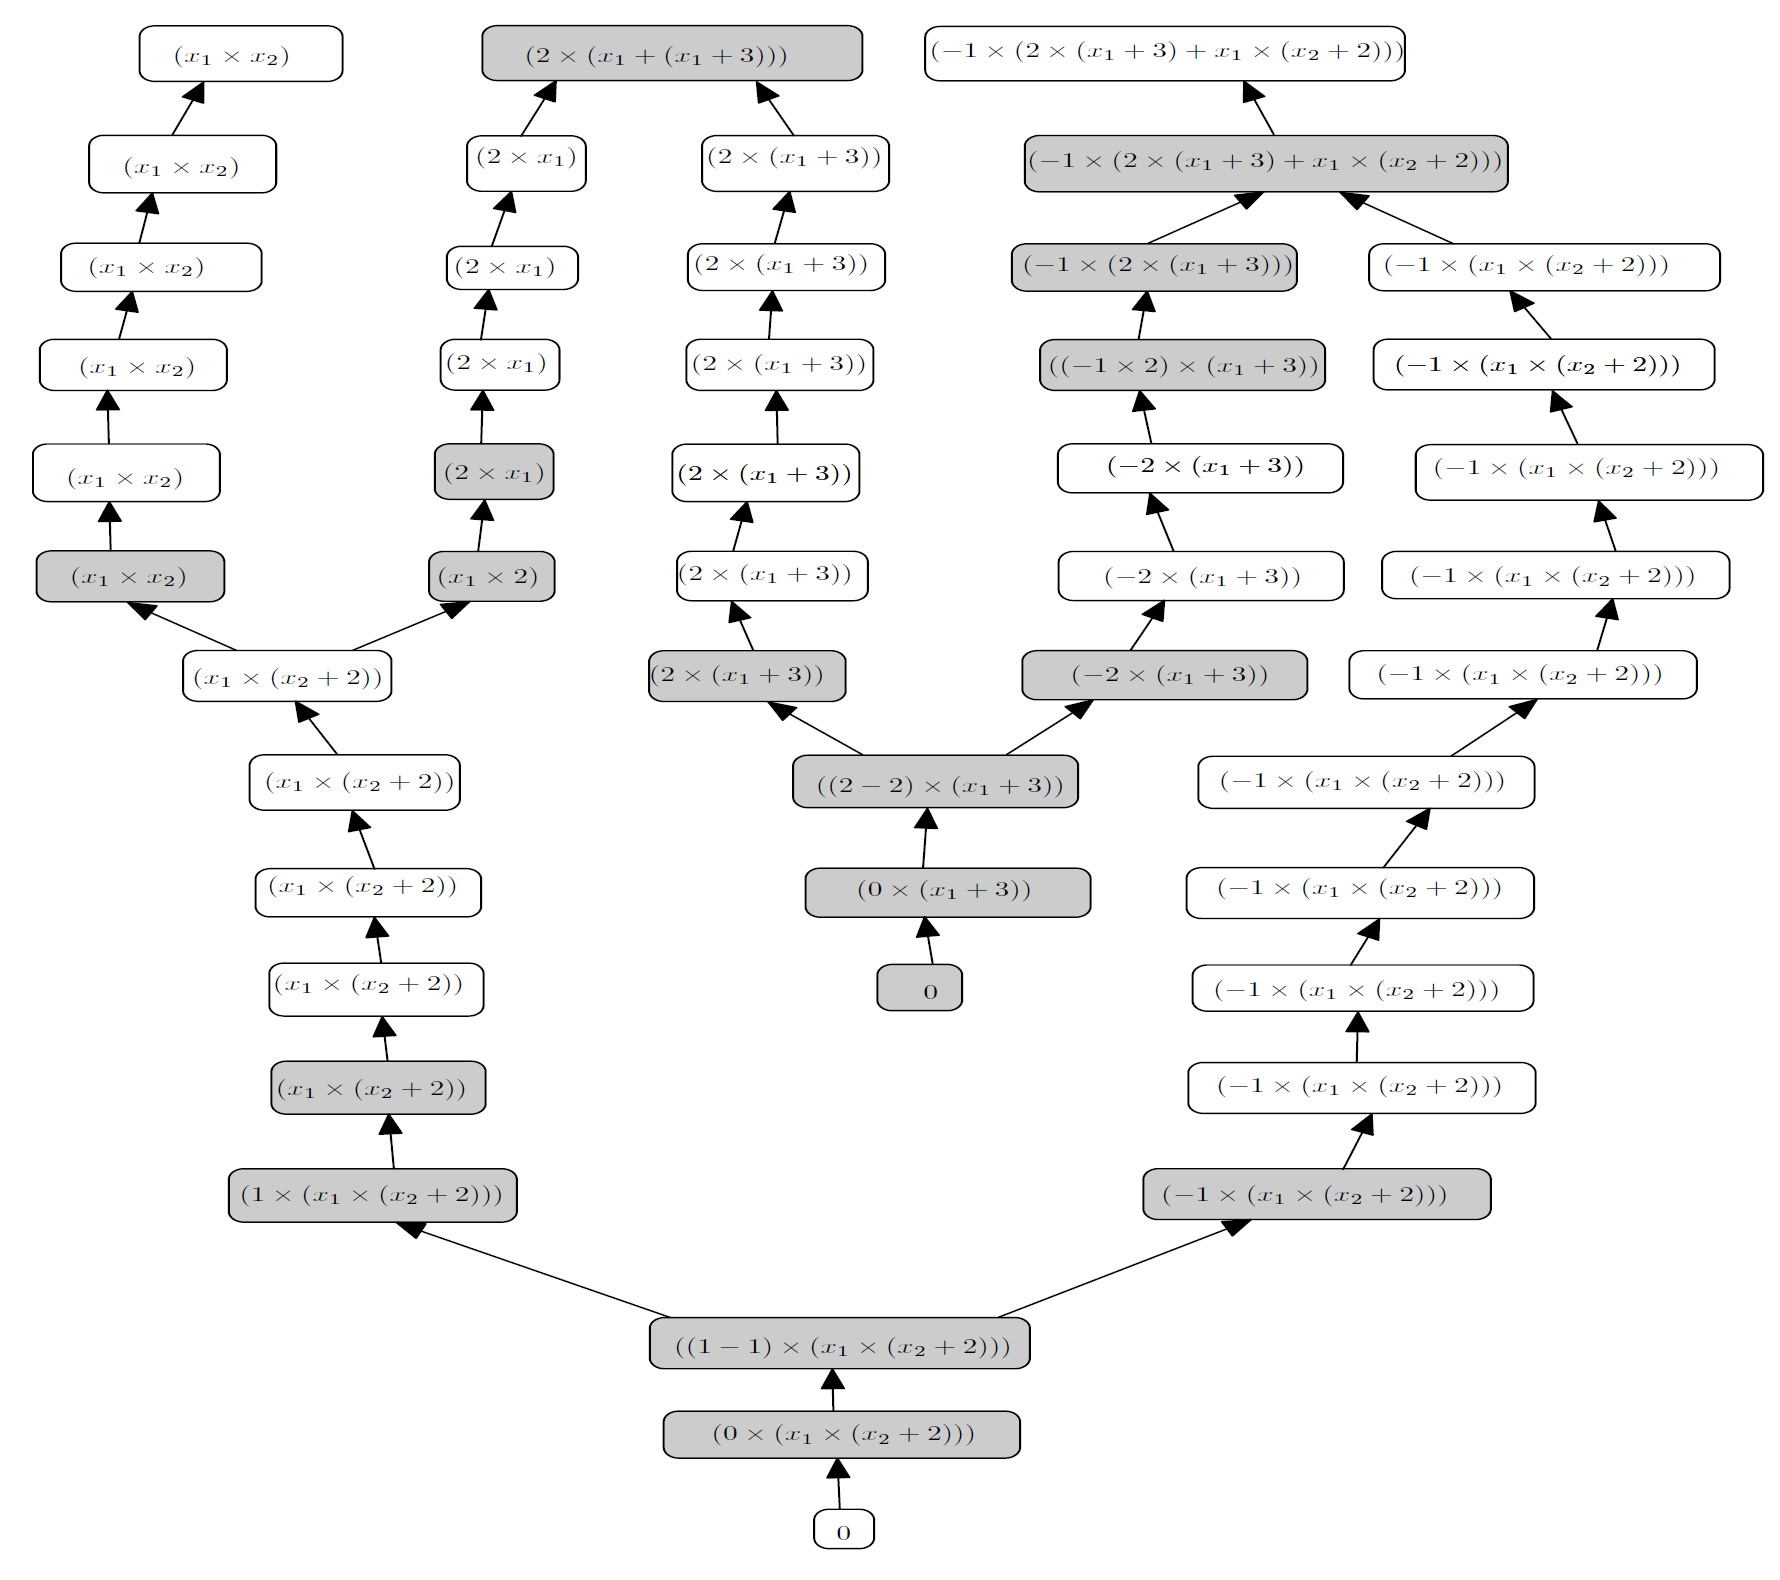 (x₁ × x₂)
(2 × (x₁ + (x₁ + 3)))
(−1 × (2 × (x₁ + 3) + x₁ × (x₂ + 2)))
(x₁ × x₂)
(2 × x₁)
(2 × (x₁ + 3))
(−1 × (2 × (x₁ + 3) + x₁ × (x₂ + 2)))
(x₁ × x₂)
(2 × x₁)
(2 × (x₁ + 3))
(−1 × (2 × (x₁ + 3)))
(−1 × (x₁ × (x₂ + 2)))
(x₁ × x₂)
(2 × x₁)
(2 × (x₁ + 3))
((−1 × 2) × (x₁ + 3))
(−1 × (x₁ × (x₂ + 2)))
(x₁ × x₂)
(2 × x₁)
(2 × (x₁ + 3))
(−2 × (x₁ + 3))
(−1 × (x₁ × (x₂ + 2)))
(x₁ × x₂)
(x₁ × 2)
(2 × (x₁ + 3))
(−2 × (x₁ + 3))
(−1 × (x₁ × (x₂ + 2)))
(x₁ × (x₂ + 2))
(2 × (x₁ + 3))
(−2 × (x₁ + 3))
(−1 × (x₁ × (x₂ + 2)))
(x₁ × (x₂ + 2))
((2 − 2) × (x₁ + 3))
(−1 × (x₁ × (x₂ + 2)))
(x₁ × (x₂ + 2))
(0 × (x₁ + 3))
(−1 × (x₁ × (x₂ + 2)))
(x₁ × (x₂ + 2))
0
(−1 × (x₁ × (x₂ + 2)))
(x₁ × (x₂ + 2))
(−1 × (x₁ × (x₂ + 2)))
(1 × (x₁ × (x₂ + 2)))
(−1 × (x₁ × (x₂ + 2)))
((1 − 1) × (x₁ × (x₂ + 2)))
(0 × (x₁ × (x₂ + 2)))
0